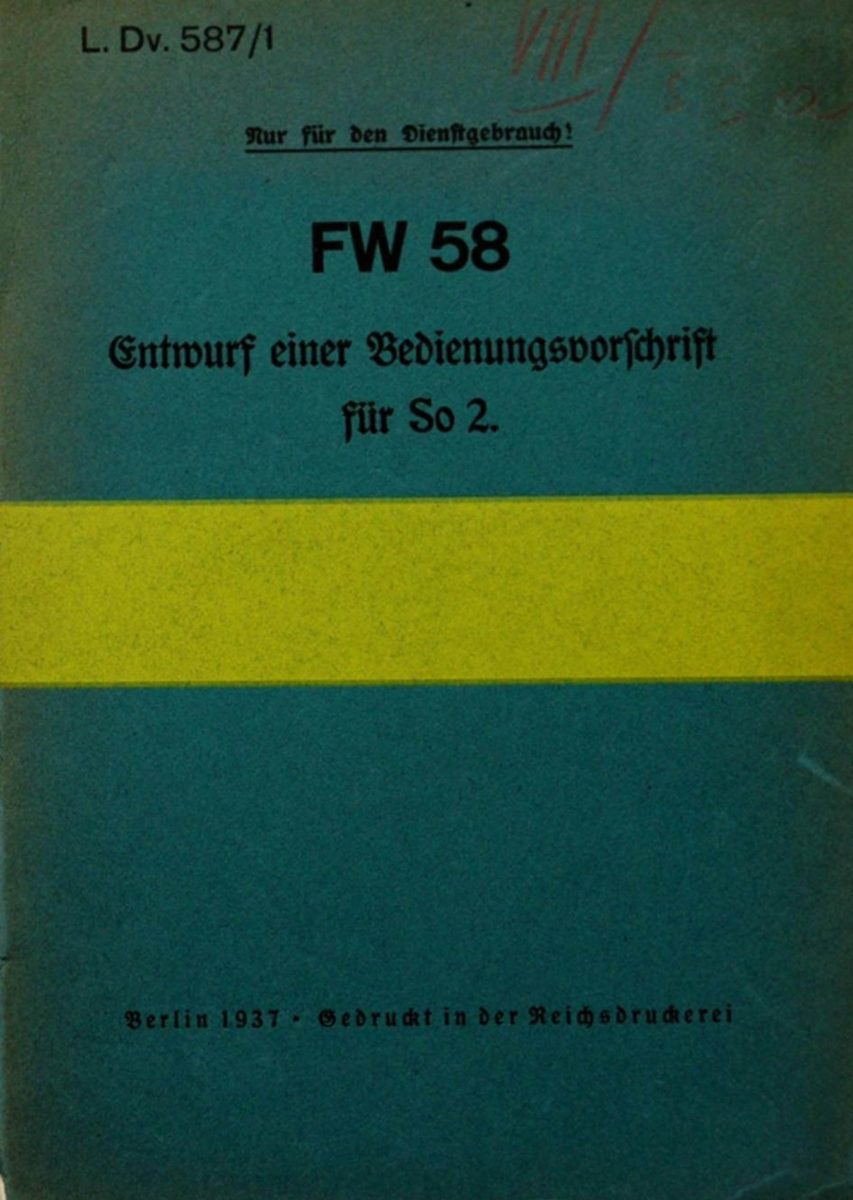 L. Dv. 587/1
VIII/
Nur für den Dienstgebrauch!
FW 58
Entwurf einer Bedienungsvorschrift
für So 2.
Berlin 1937 · Gedruckt in der Reichsdruckerei